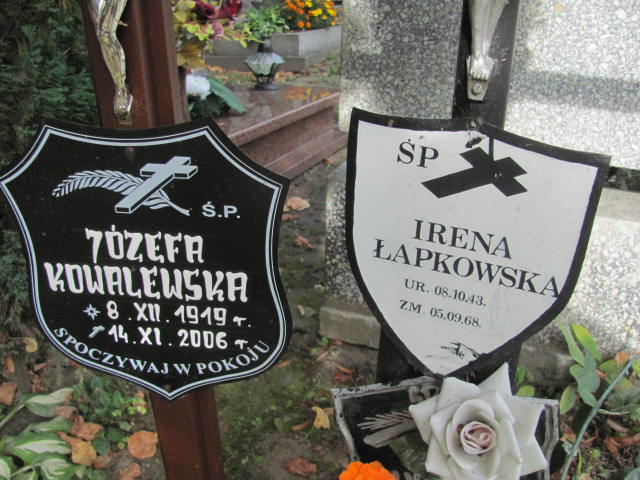 Ś.P.
JÓZEFA
KOWALEWSKA
8. XII. 1919 r.
14. XI. 2006 r.
SPOCZYWAJ W POKOJU
ŚP
IRENA
ŁAPKOWSKA
UR. 08.10.43.
ZM. 05.09.68.